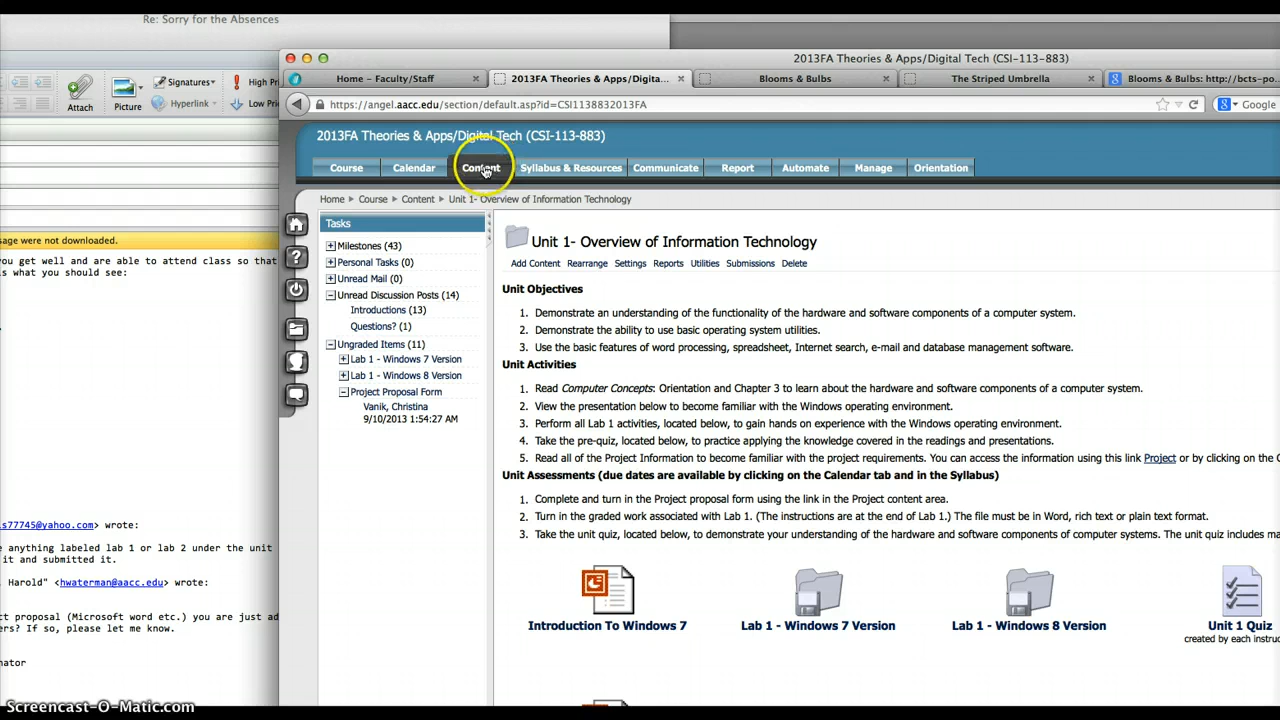 Re: Sorry for the Absences
Signatures
High Pr
Attach
Picture
Hyperlink
Low Pri
sage were not downloaded.
you get well and are able to attend class so that
is what you should see:
s77745@yahoo.com> wrote:
e anything labeled lab 1 or lab 2 under the unit
it and submitted it.
Harold" <hwaterman@aacc.edu> wrote:
ct proposal (Microsoft word etc.) you are just ad
ers? If so, please let me know.
nator
2013FA Theories & Apps/Digital Tech (CSI-113-883)
Home - Faculty/Staff
2013FA Theories & Apps/Digita...
Blooms & Bulbs
The Striped Umbrella
Blooms & Bulbs: http://bcts-po...
https://angel.aacc.edu/section/default.asp?id=CSI1138832013FA
Google
2013FA Theories & Apps/Digital Tech (CSI-113-883)
Course
Calendar
Content
Syllabus & Resources
Communicate
Report
Automate
Manage
Orientation
Home Course Content Unit 1- Overview of Information Technology
Tasks
Milestones (43)
Personal Tasks (0)
Unread Mail (0)
Unread Discussion Posts (14)
Introductions (13)
Questions? (1)
Ungraded Items (11)
Lab 1 - Windows 7 Version
Lab 1 - Windows 8 Version
Project Proposal Form
Vanik, Christina
9/10/2013 1:54:27 AM
Unit 1- Overview of Information Technology
Add Content Rearrange Settings Reports Utilities Submissions Delete
Unit Objectives
1. Demonstrate an understanding of the functionality of the hardware and software components of a computer system.
2. Demonstrate the ability to use basic operating system utilities.
3. Use the basic features of word processing, spreadsheet, Internet search, e-mail and database management software.
Unit Activities
1. Read Computer Concepts: Orientation and Chapter 3 to learn about the hardware and software components of a computer system.
2. View the presentation below to become familiar with the Windows operating environment.
3. Perform all Lab 1 activities, located below, to gain hands on experience with the Windows operating environment.
4. Take the pre-quiz, located below, to practice applying the knowledge covered in the readings and presentations.
5. Read all of the Project Information to become familiar with the project requirements. You can access the information using this link Project or by clicking on the C
Unit Assessments (due dates are available by clicking on the Calendar tab and in the Syllabus)
1. Complete and turn in the Project proposal form using the link in the Project content area.
2. Turn in the graded work associated with Lab 1. (The instructions are at the end of Lab 1.) The file must be in Word, rich text or plain text format.
3. Take the unit quiz, located below, to demonstrate your understanding of the hardware and software components of computer systems. The unit quiz includes ma
Introduction To Windows 7
Lab 1 - Windows 7 Version
Lab 1 - Windows 8 Version
Unit 1 Quiz
created by each instruc
Screencast-O-Matic.com